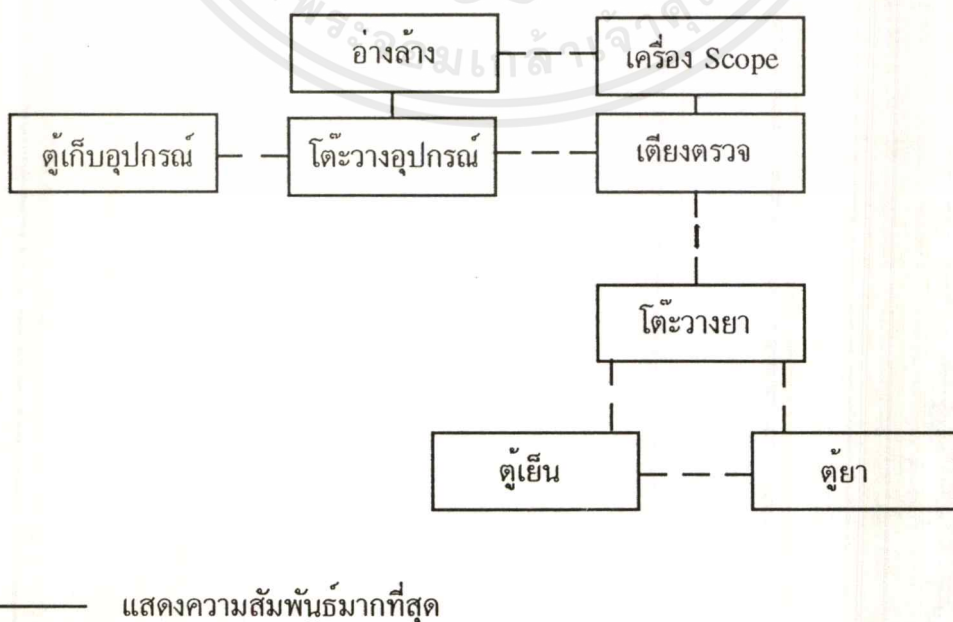 อ่างล้าง
เครื่อง Scope
ตู้เก็บอุปกรณ์
โต๊ะวางอุปกรณ์
เตียงตรวจ
โต๊ะวางยา
ตู้เย็น
ตู้ยา
แสดงความสัมพันธ์มากที่สุด